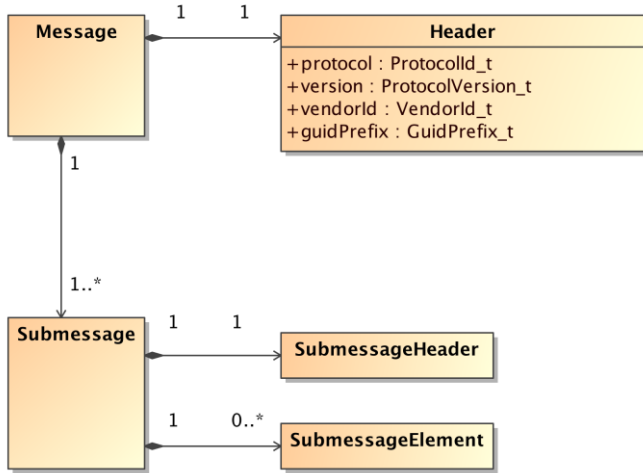 Message
1 1
Header
+protocol : ProtocolId_t
+version : ProtocolVersion_t
+vendorId : VendorId_t
+guidPrefix : GuidPrefix_t
1
1..*
Submessage
1 1
SubmessageHeader
1 0..*
SubmessageElement